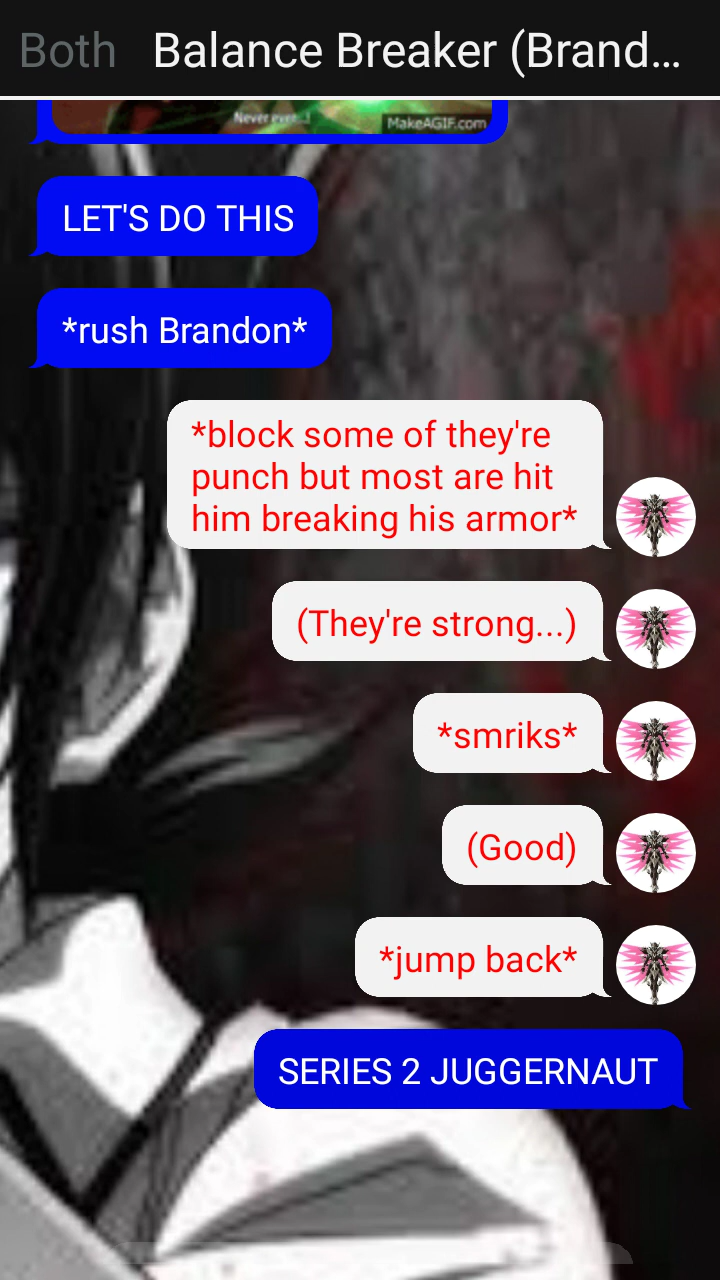 Both Balance Breaker (Brand...
Never ever..!
MakeAGIF.com
LET'S DO THIS
*rush Brandon*
*block some of they're
punch but most are hit
him breaking his armor*
(They're strong...)
*smriks*
(Good)
*jump back*
SERIES 2 JUGGERNAUT